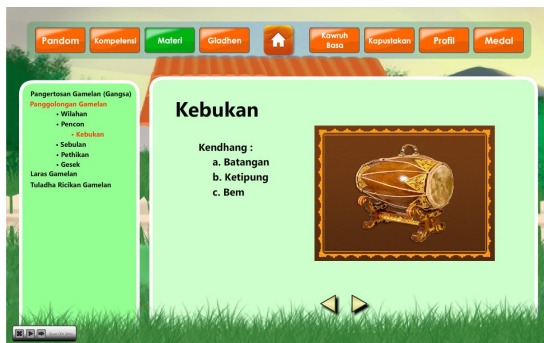 Pandom
Kompetensi
Materi
Gladhen
Kawruh
Basa
Kapustakan
Profil
Medal
Pangertosan Gamelan (Gangsa)
Panggolongan Gamelan
• Wilahan
• Pencon
• Kebukan
• Sebulan
• Pethikan
• Gesek
Laras Gamelan
Tuladha Ricikan Gamelan
Kebukan
Kendhang :
a. Batangan
b. Ketipung
c. Bem